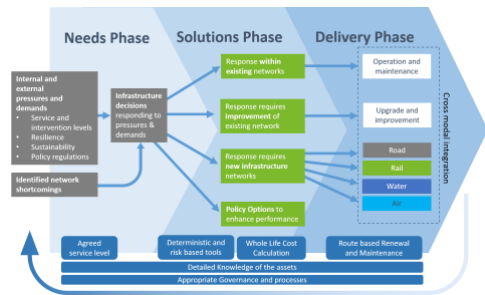 Needs Phase
Solutions Phase
Delivery Phase
Internal and
external
pressures and
demands
• Service and
intervention levels
• Resilience
• Sustainability
• Policy regulations
Identified network
shortcomings
Infrastructure
decisions
responding to
pressures &
demands
Response within
existing networks
Response requires
improvement of
existing network
Response requires
new infrastructure
networks
Policy Options to
enhance performance
Operation and
maintenance
Upgrade and
improvement
Road
Rail
Water
Air
Cross modal integration
Agreed
service level
Deterministic and
risk based tools
Whole Life Cost
Calculation
Route based Renewal
and Maintenance
Detailed Knowledge of the assets
Appropriate Governance and processes